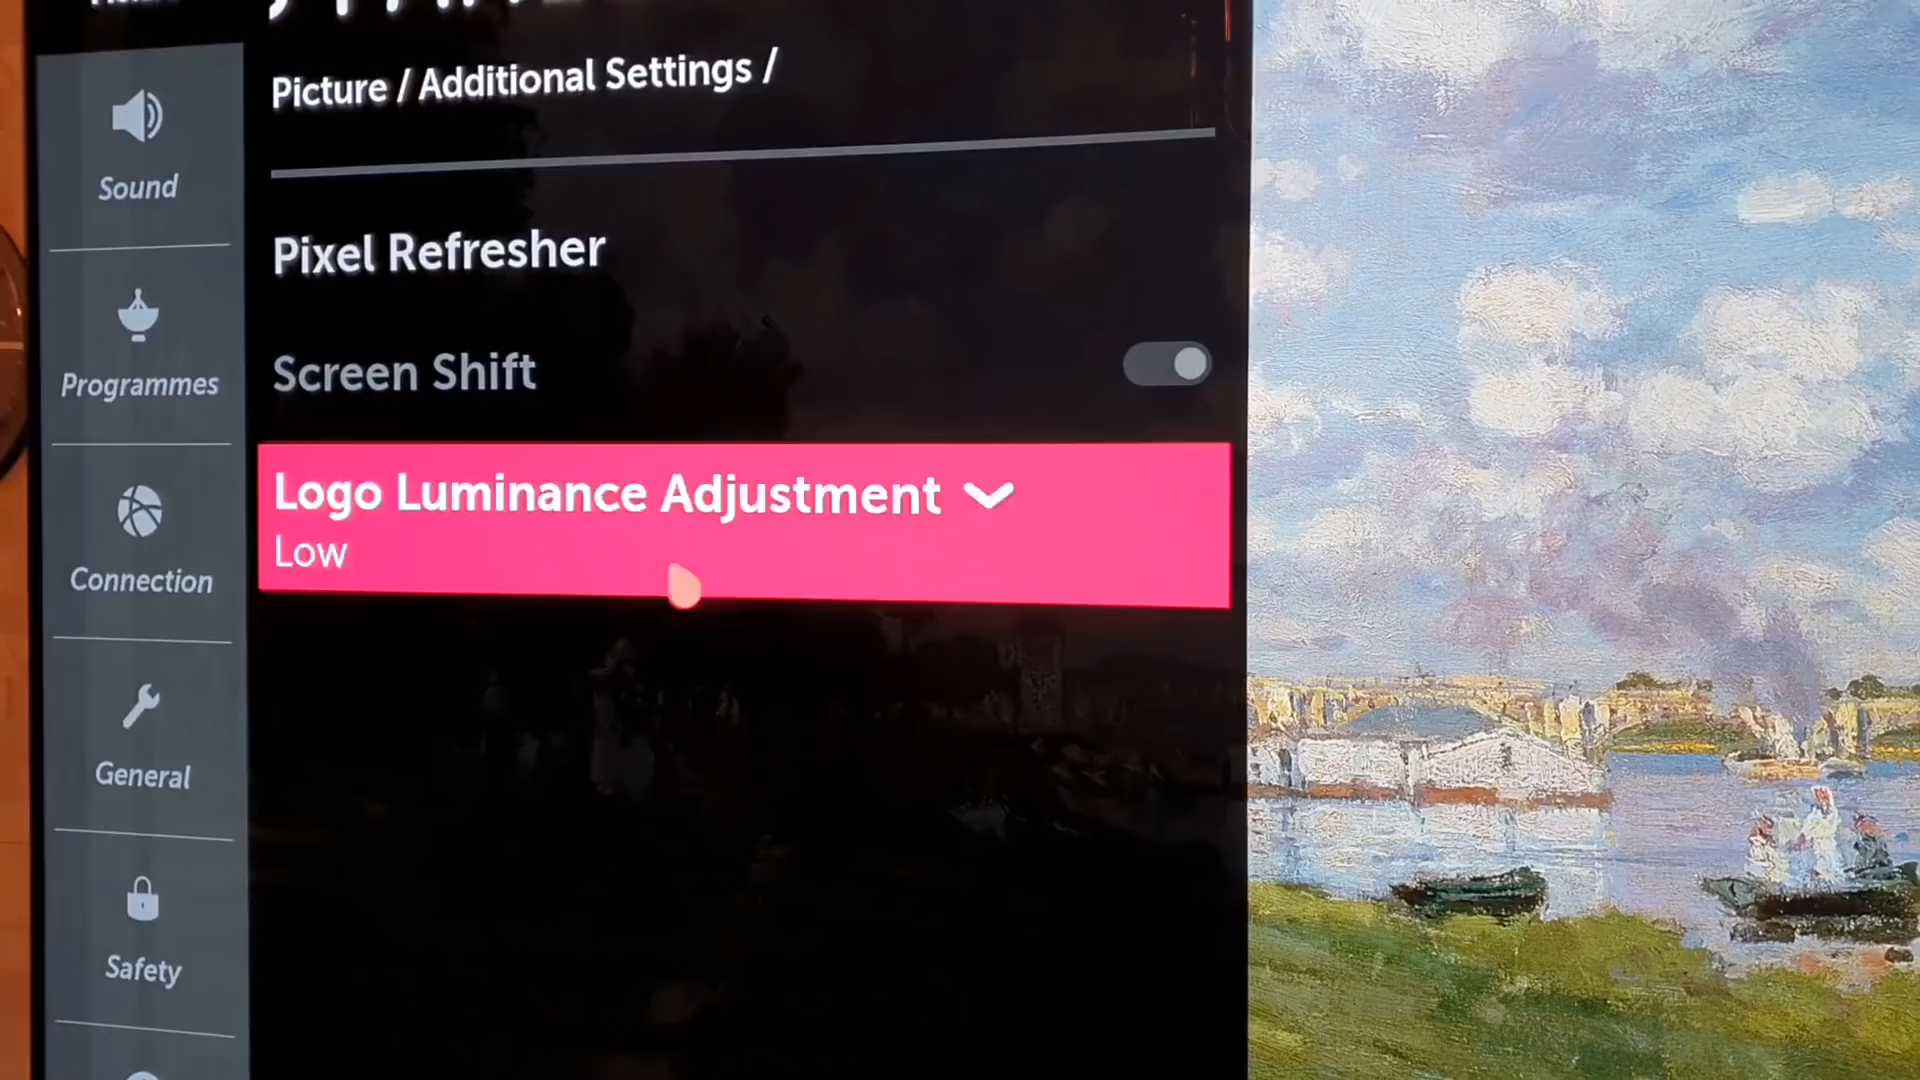 Picture / Additional Settings /
Sound
Pixel Refresher
Programmes
Screen Shift
Logo Luminance Adjustment
Low
Connection
General
Safety